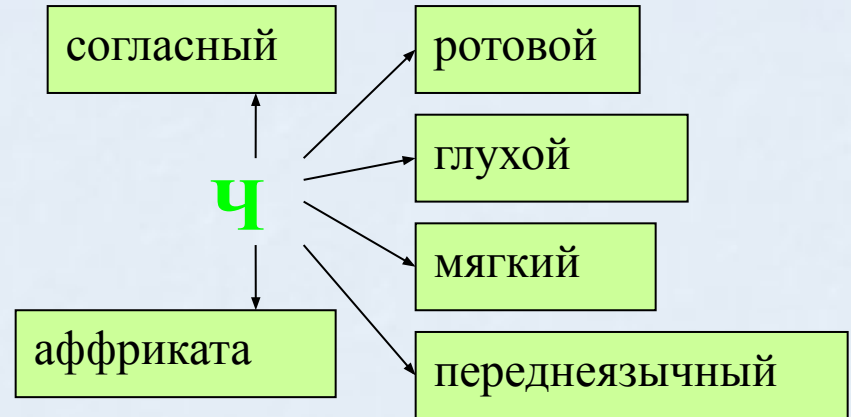 согласный
ротовой
глухой
ч
мягкий
аффриката
переднеязычный